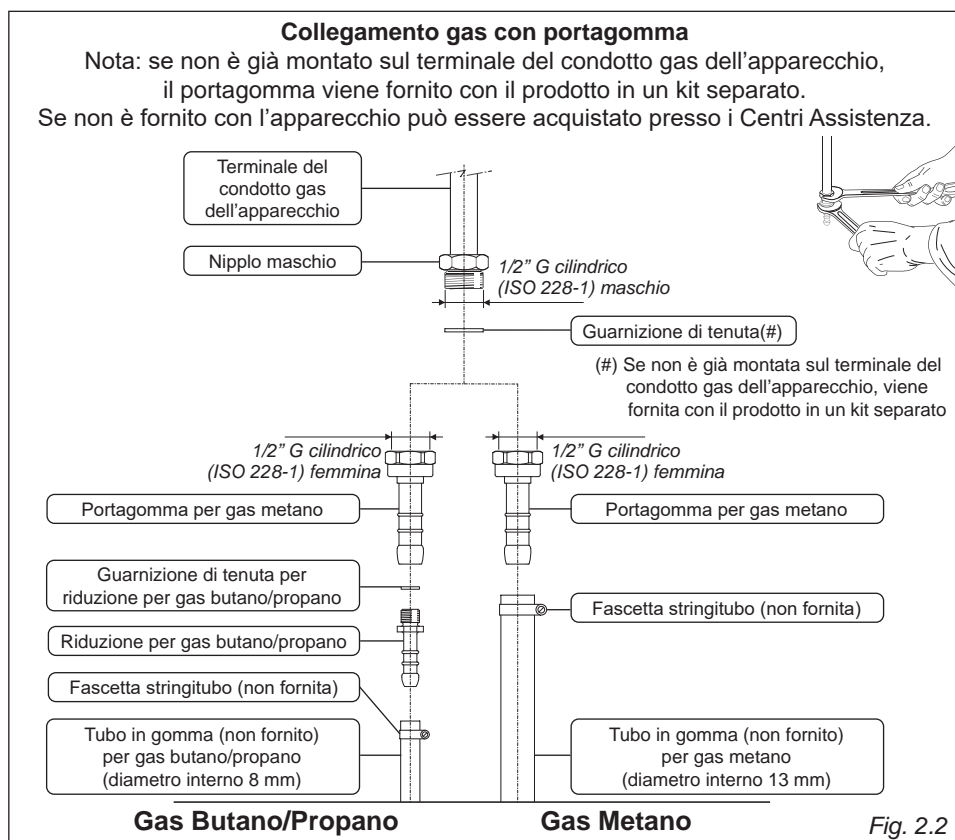 Collegamento gas con portagomma
Nota: se non è già montato sul terminale del condotto gas dell’apparecchio,
il portagomma viene fornito con il prodotto in un kit separato.
Se non è fornito con l’apparecchio può essere acquistato presso i Centri Assistenza.
Terminale del
condotto gas
dell’apparecchio
Nipplo maschio
1/2” G cilindrico
(ISO 228-1) maschio
Guarnizione di tenuta(#)
(#) Se non è già montata sul terminale del
condotto gas dell’apparecchio, viene
fornita con il prodotto in un kit separato
1/2” G cilindrico
(ISO 228-1) femmina
1/2” G cilindrico
(ISO 228-1) femmina
Portagomma per gas metano
Portagomma per gas metano
Guarnizione di tenuta per
riduzione per gas butano/propano
Fascetta stringitubo (non fornita)
Riduzione per gas butano/propano
Fascetta stringitubo (non fornita)
Tubo in gomma (non fornito)
per gas butano/propano
(diametro interno 8 mm)
Tubo in gomma (non fornito)
per gas metano
(diametro interno 13 mm)
Gas Butano/Propano
Gas Metano
Fig. 2.2